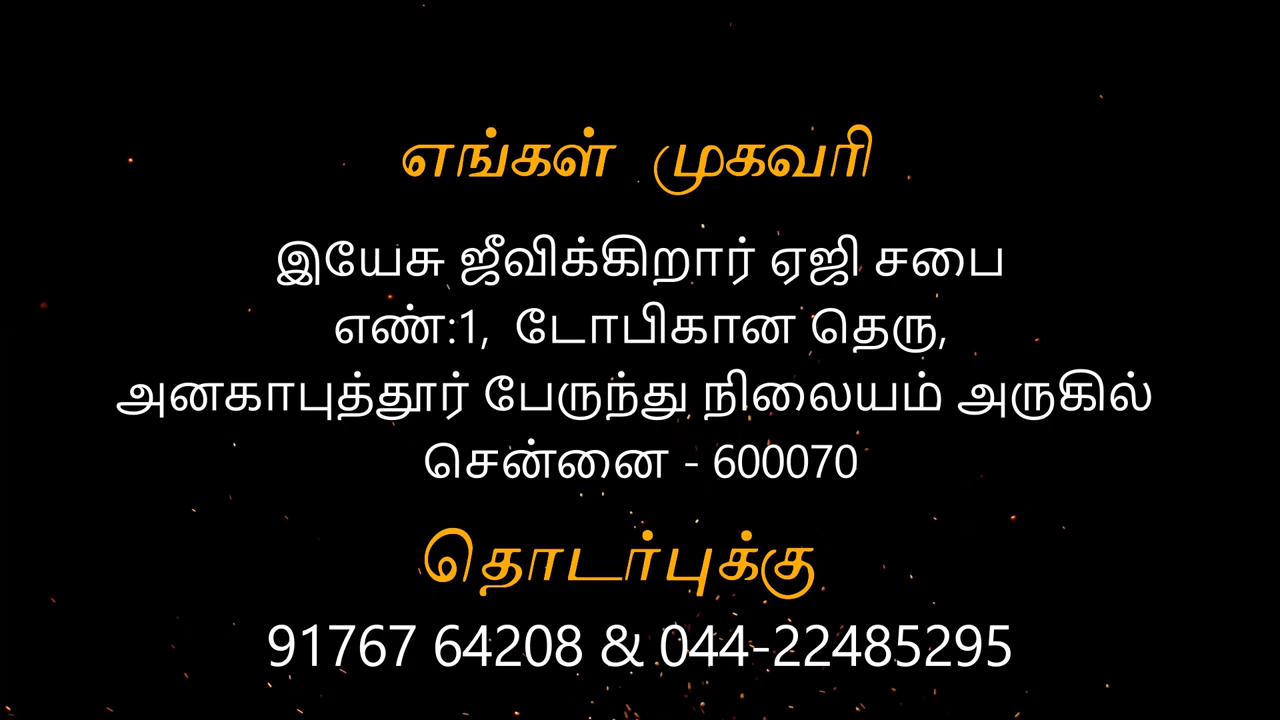 எங்கள் முகவரி
இயேசு ஜீவிக்கிறார் ஏஜி சபை
எண்:1, டோபிகான தெரு,
அனகாபுத்தூர் பேருந்து நிலையம் அருகில்
சென்னை - 600070
தொடர்புக்கு
91767 64208 & 044-22485295